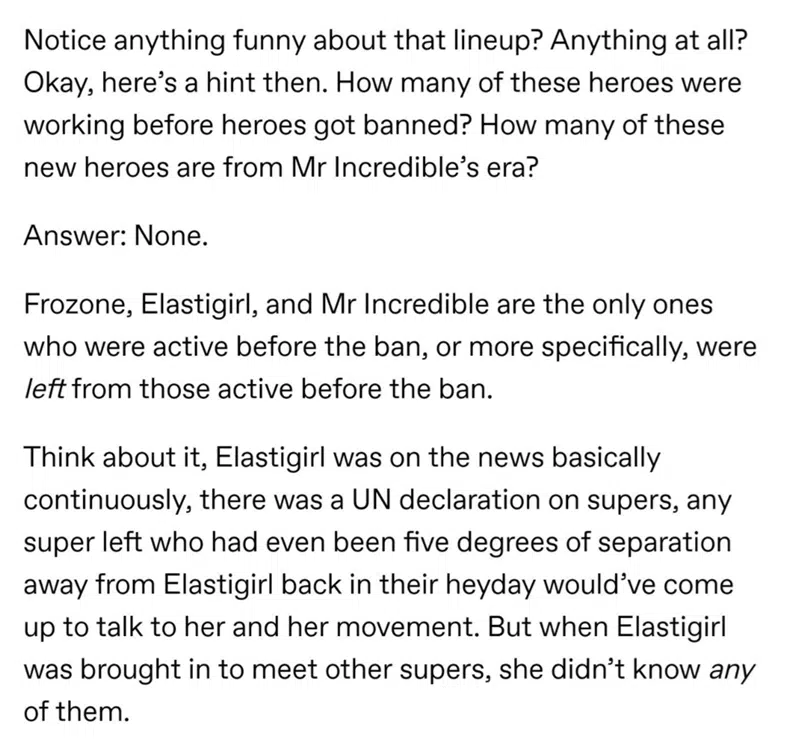 Notice anything funny about that lineup? Anything at all?
Okay, here’s a hint then. How many of these heroes were
working before heroes got banned? How many of these
new heroes are from Mr Incredible’s era?
Answer: None.
Frozone, Elastigirl, and Mr Incredible are the only ones
who were active before the ban, or more specifically, were
left from those active before the ban.
Think about it, Elastigirl was on the news basically
continuously, there was a UN declaration on supers, any
super left who had even been five degrees of separation
away from Elastigirl back in their heyday would’ve come
up to talk to her and her movement. But when Elastigirl
was brought in to meet other supers, she didn’t know any
of them.